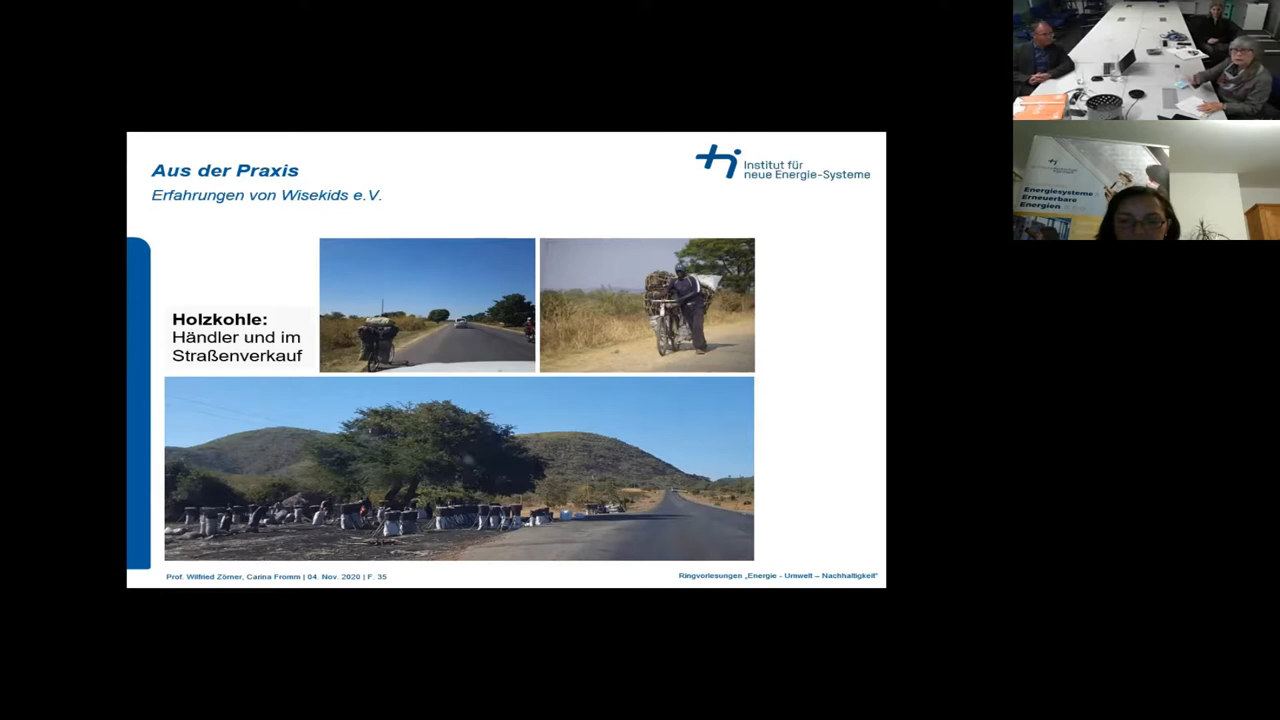 Aus der Praxis
Erfahrungen von Wisekids e.V.
Institut für
neue Energie-Systeme
Holzkohle:
Händler und im
Straßenverkauf
Prof. Wilfried Zörner, Carina Fromm | 04. Nov. 2020 | F. 35
Ringvorlesungen „Energie - Umwelt – Nachhaltigkeit"
Energiesysteme
Erneuerbare
Energien